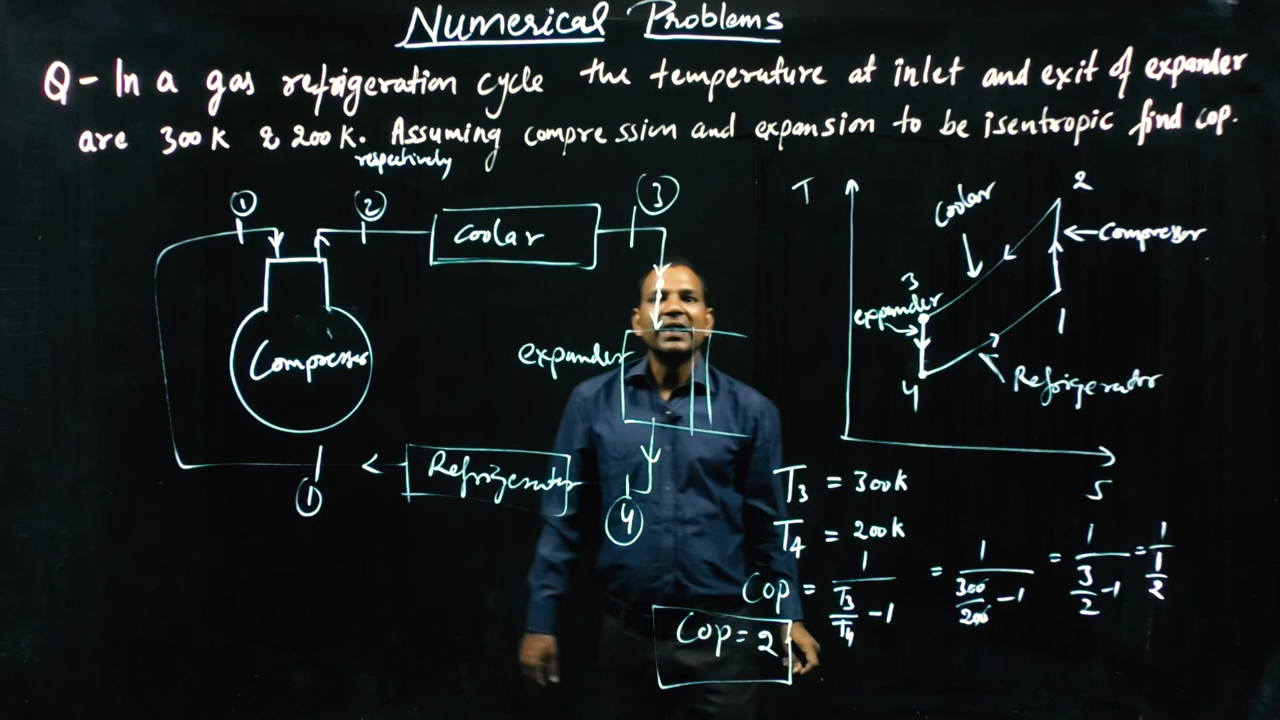 Numerical Problems
Q - In a gas refrigeration cycle the temperature at inlet and exit of expander
are 300 K & 200 K. Assuming compression and expansion to be isentropic find cop.
respectively
1
2
Coolar
3
Compressor
expander
Refrigerator
1
4
T
Coolar
2
← Compressor
3
expander
1
4
Refrigerator
S
T3 = 300k
T4 = 200k
Cop = 1 / (T3/T4 - 1) = 1 / (300/200 - 1) = 1 / (3/2 - 1) = 1 / (1/2)
Cop = 2